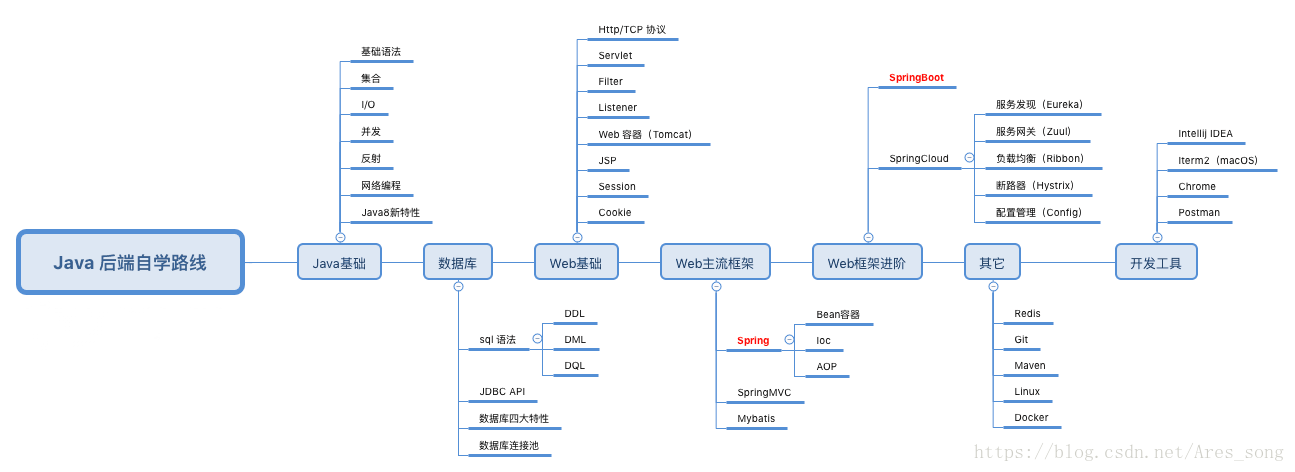 Java 后端自学路线
Java基础
基础语法
集合
I/O
并发
反射
网络编程
Java8新特性
数据库
sql 语法
DDL
DML
DQL
JDBC API
数据库四大特性
数据库连接池
Web基础
Http/TCP 协议
Servlet
Filter
Listener
Web 容器（Tomcat）
JSP
Session
Cookie
Web主流框架
Spring
Bean容器
Ioc
AOP
SpringMVC
Mybatis
Web框架进阶
SpringBoot
SpringCloud
服务发现（Eureka）
服务网关（Zuul）
负载均衡（Ribbon）
断路器（Hystrix）
配置管理（Config）
其它
Redis
Git
Maven
Linux
Docker
开发工具
Intellij IDEA
Iterm2（macOS）
Chrome
Postman
https://blog.csdn.net/Ares_song